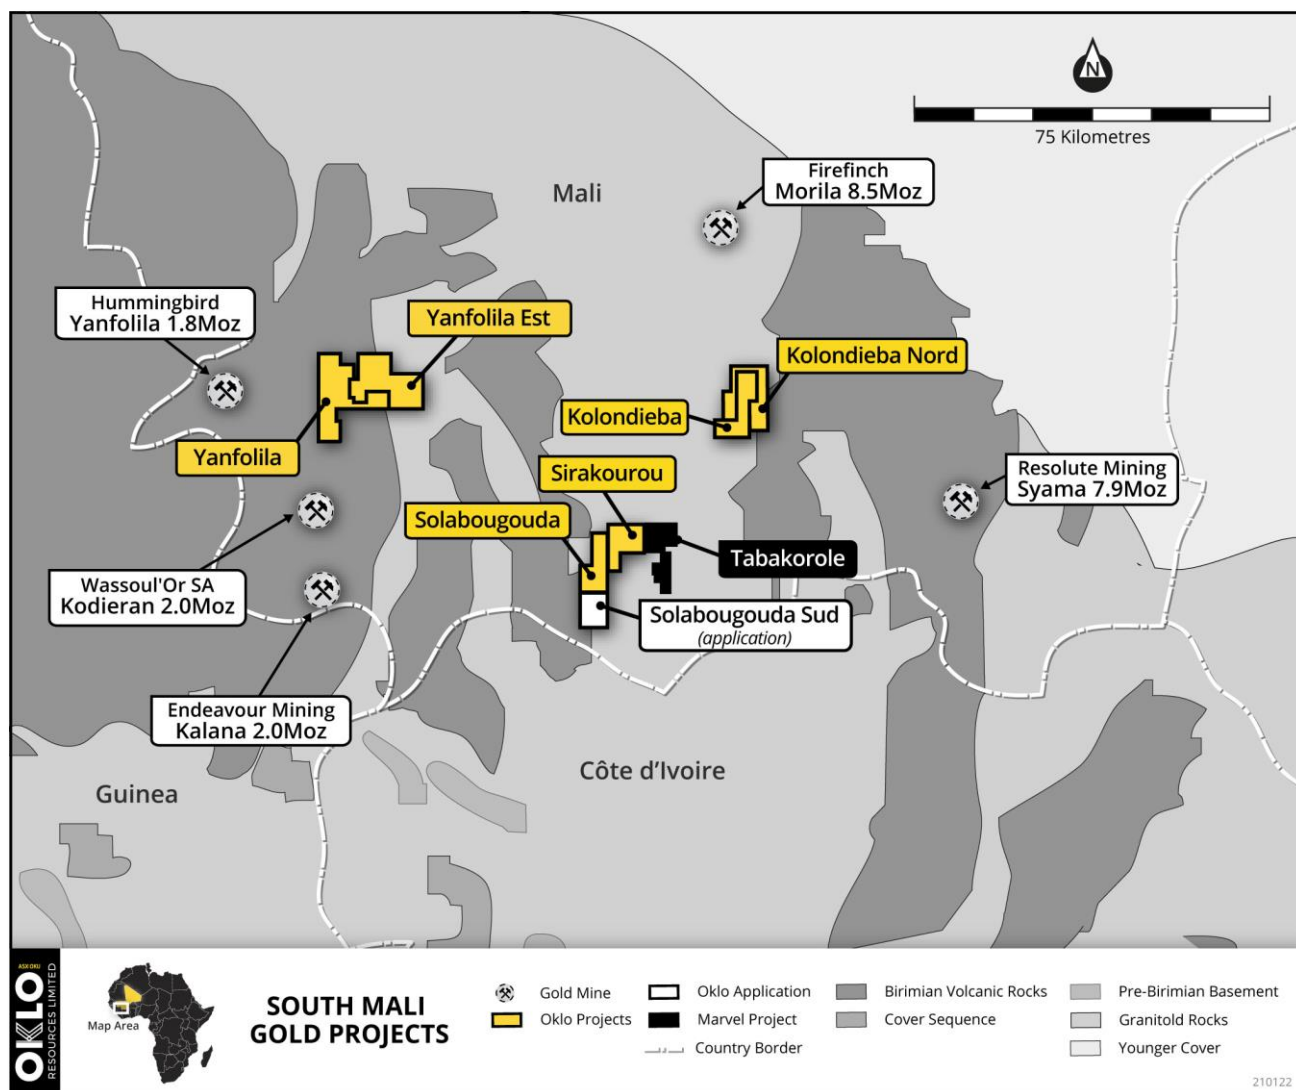 N
75 Kilometres
Firefinch
Morila 8.5Moz
Mali
Hummingbird
Yanfolila 1.8Moz
Yanfolila Est
Kolondieba Nord
Kolondieba
Yanfolila
Sirakourou
Resolute Mining
Syama 7.9Moz
Solabougouda
Tabakorole
Wassoul'Or SA
Kodieran 2.0Moz
Solabougouda Sud
(application)
Endeavour Mining
Kalana 2.0Moz
Côte d'Ivoire
Guinea
ASX:OKU
OKLO
RESOURCES LIMITED
Map Area
SOUTH MALI
GOLD PROJECTS
Gold Mine
Oklo Projects
Oklo Application
Marvel Project
Country Border
Birimian Volcanic Rocks
Cover Sequence
Pre-Birimian Basement
Granitold Rocks
Younger Cover
210122